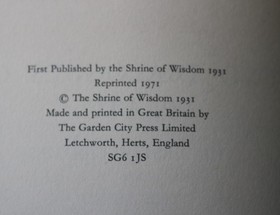 First Published by the Shrine of Wisdom 1931
Reprinted 1971
© The Shrine of Wisdom 1931
Made and printed in Great Britain by
The Garden City Press Limited
Letchworth, Herts, England
SG6 1JS